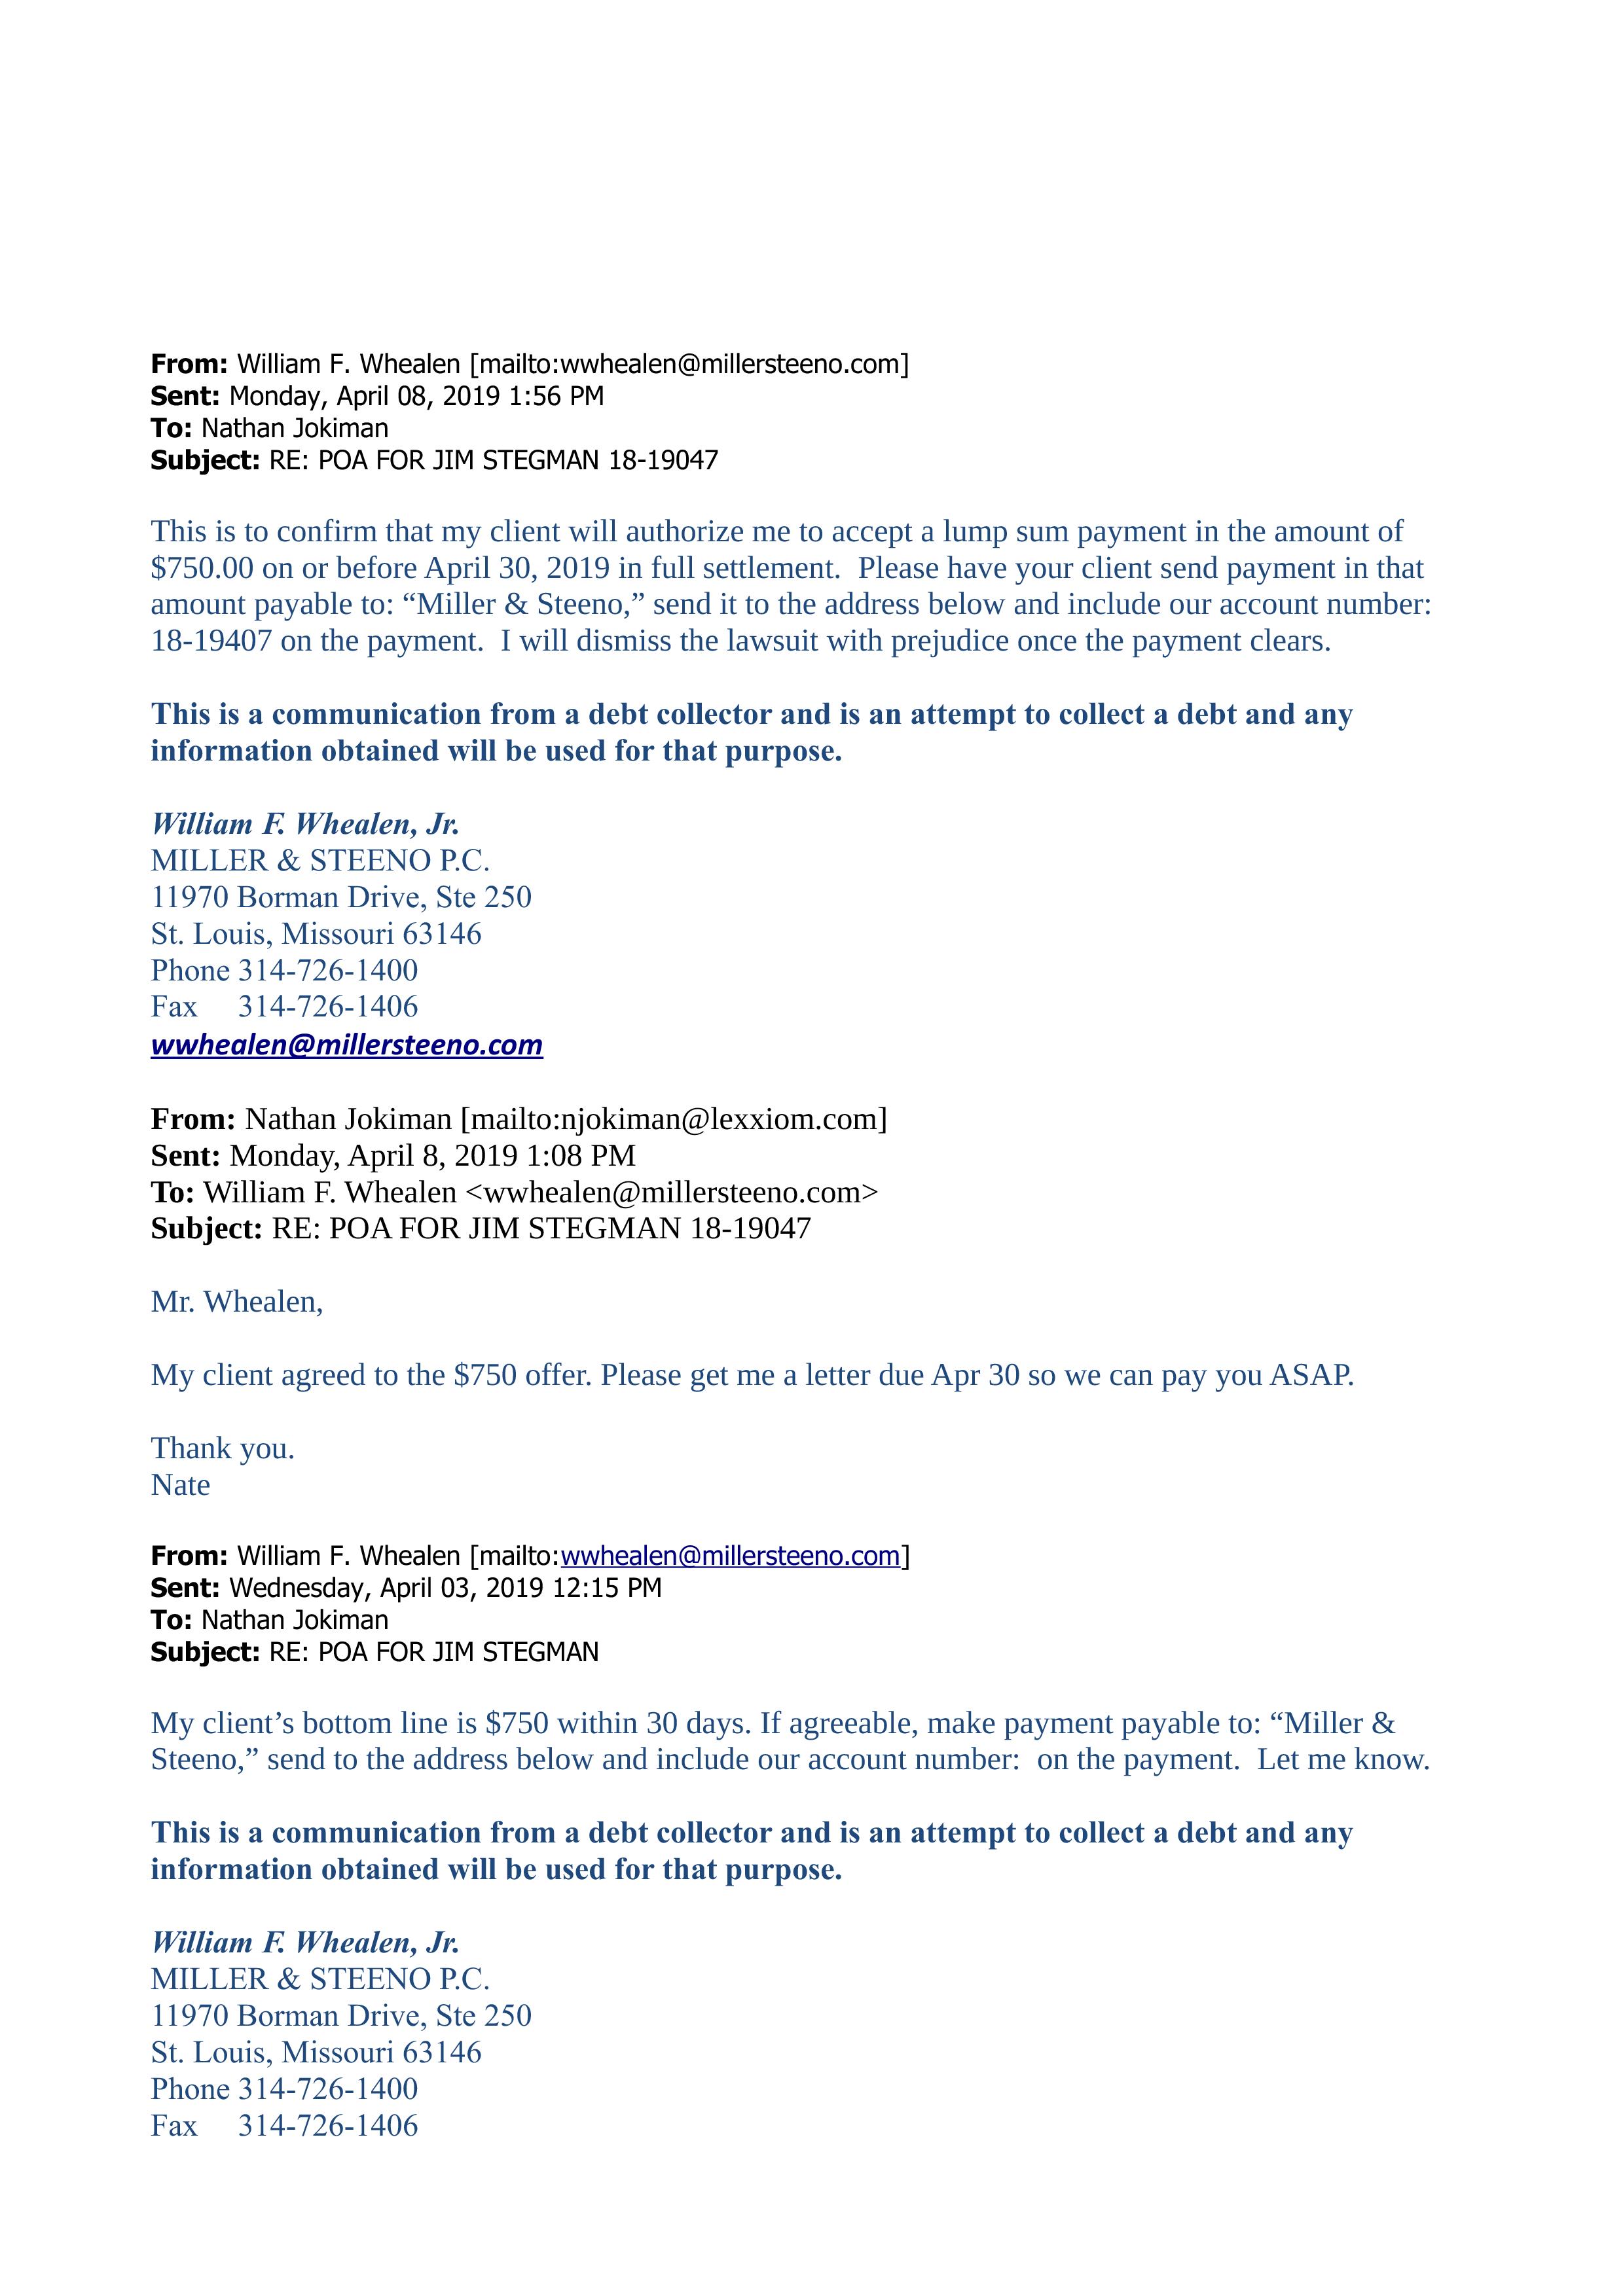 From: William F. Whealen [mailto:wwhealen@millersteeno.com]
Sent: Monday, April 08, 2019 1:56 PM
To: Nathan Jokiman
Subject: RE: POA FOR JIM STEGMAN 18-19047
This is to confirm that my client will authorize me to accept a lump sum payment in the amount of
$750.00 on or before April 30, 2019 in full settlement.  Please have your client send payment in that
amount payable to: “Miller & Steeno,” send it to the address below and include our account number:
18-19407 on the payment.  I will dismiss the lawsuit with prejudice once the payment clears.
This is a communication from a debt collector and is an attempt to collect a debt and any
information obtained will be used for that purpose.
William F. Whealen, Jr.
MILLER & STEENO P.C.
11970 Borman Drive, Ste 250
St. Louis, Missouri 63146
Phone 314-726-1400
Fax 314-726-1406
wwhealen@millersteeno.com
From: Nathan Jokiman [mailto:njokiman@lexxiom.com]
Sent: Monday, April 8, 2019 1:08 PM
To: William F. Whealen <wwhealen@millersteeno.com>
Subject: RE: POA FOR JIM STEGMAN 18-19047
Mr. Whealen,
My client agreed to the $750 offer. Please get me a letter due Apr 30 so we can pay you ASAP.
Thank you.
Nate
From: William F. Whealen [mailto:wwhealen@millersteeno.com]
Sent: Wednesday, April 03, 2019 12:15 PM
To: Nathan Jokiman
Subject: RE: POA FOR JIM STEGMAN
My client’s bottom line is $750 within 30 days. If agreeable, make payment payable to: “Miller &
Steeno,” send to the address below and include our account number:  on the payment.  Let me know.
This is a communication from a debt collector and is an attempt to collect a debt and any
information obtained will be used for that purpose.
William F. Whealen, Jr.
MILLER & STEENO P.C.
11970 Borman Drive, Ste 250
St. Louis, Missouri 63146
Phone 314-726-1400
Fax 314-726-1406